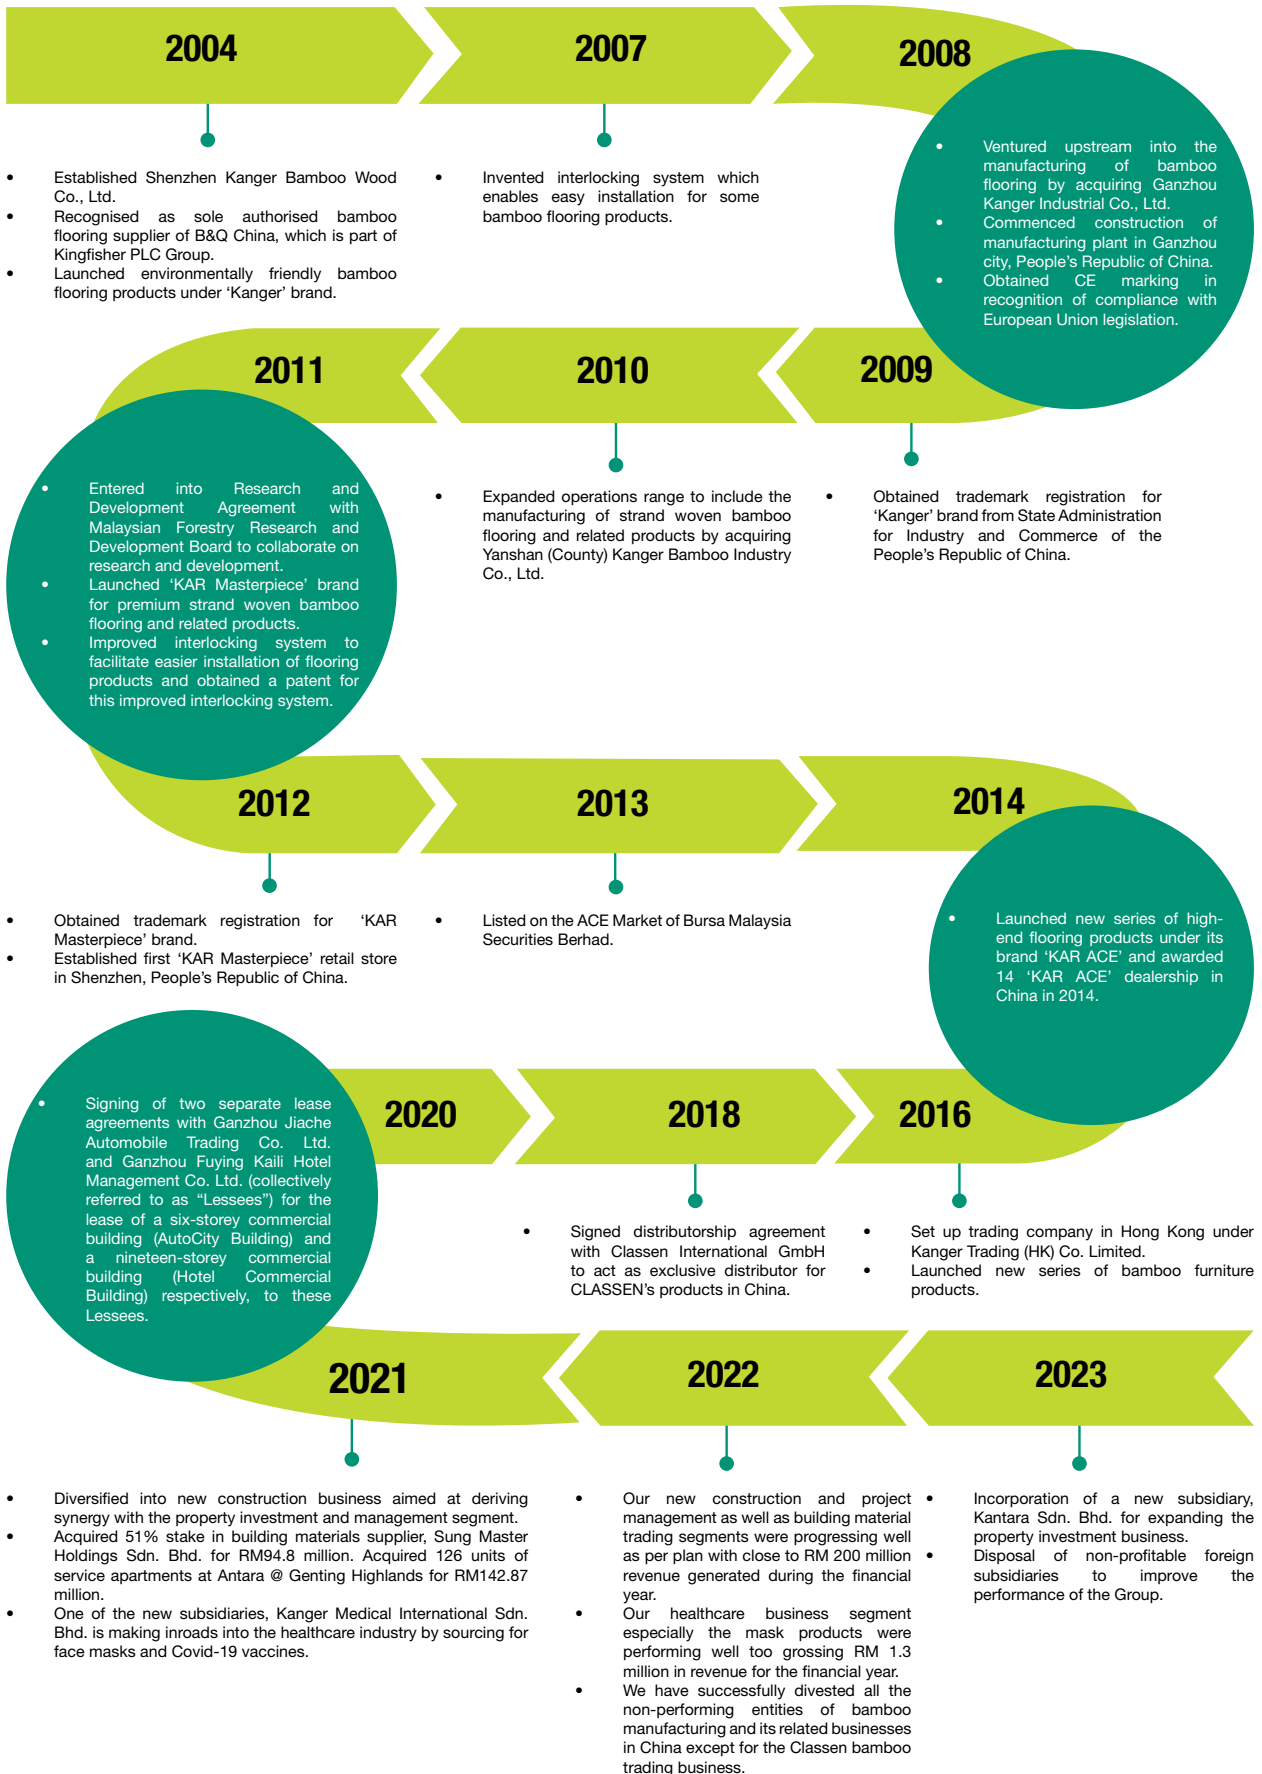 2004
• Established Shenzhen Kanger Bamboo Wood
Co., Ltd.
• Recognised as sole authorised bamboo
flooring supplier of B&Q China, which is part of
Kingfisher PLC Group.
• Launched environmentally friendly bamboo
flooring products under ‘Kanger’ brand.
2007
• Invented interlocking system which
enables easy installation for some
bamboo flooring products.
2008
• Ventured upstream into the
manufacturing of bamboo
flooring by acquiring Ganzhou
Kanger Industrial Co., Ltd.
• Commenced construction of
manufacturing plant in Ganzhou
city, People’s Republic of China.
• Obtained CE marking in
recognition of compliance with
European Union legislation.
2009
• Obtained trademark registration for
‘Kanger’ brand from State Administration
for Industry and Commerce of the
People’s Republic of China.
2010
• Expanded operations range to include the
manufacturing of strand woven bamboo
flooring and related products by acquiring
Yanshan (County) Kanger Bamboo Industry
Co., Ltd.
2011
• Entered into Research and
Development Agreement with
Malaysian Forestry Research and
Development Board to collaborate on
research and development.
• Launched ‘KAR Masterpiece’ brand
for premium strand woven bamboo
flooring and related products.
• Improved interlocking system to
facilitate easier installation of flooring
products and obtained a patent for
this improved interlocking system.
2012
• Obtained trademark registration for ‘KAR
Masterpiece’ brand.
• Established first ‘KAR Masterpiece’ retail store
in Shenzhen, People’s Republic of China.
2013
• Listed on the ACE Market of Bursa Malaysia
Securities Berhad.
2014
• Launched new series of high-
end flooring products under its
brand ‘KAR ACE’ and awarded
14 ‘KAR ACE’ dealership in
China in 2014.
2016
• Set up trading company in Hong Kong under
Kanger Trading (HK) Co. Limited.
• Launched new series of bamboo furniture
products.
2018
• Signed distributorship agreement
with Classen International GmbH
to act as exclusive distributor for
CLASSEN’s products in China.
2020
• Signing of two separate lease
agreements with Ganzhou Jiache
Automobile Trading Co. Ltd.
and Ganzhou Fuying Kaili Hotel
Management Co. Ltd. (collectively
referred to as “Lessees”) for the
lease of a six-storey commercial
building (AutoCity Building) and
a nineteen-storey commercial
building (Hotel Commercial
Building) respectively, to these
Lessees.
2021
• Diversified into new construction business aimed at deriving
synergy with the property investment and management segment.
• Acquired 51% stake in building materials supplier, Sung Master
Holdings Sdn. Bhd. for RM94.8 million. Acquired 126 units of
service apartments at Antara @ Genting Highlands for RM142.87
million.
• One of the new subsidiaries, Kanger Medical International Sdn.
Bhd. is making inroads into the healthcare industry by sourcing for
face masks and Covid-19 vaccines.
2022
• Our new construction and project
management as well as building material
trading segments were progressing well
as per plan with close to RM 200 million
revenue generated during the financial
year.
• Our healthcare business segment
especially the mask products were
performing well too grossing RM 1.3
million in revenue for the financial year.
• We have successfully divested all the
non-performing entities of bamboo
manufacturing and its related businesses
in China except for the Classen bamboo
trading business.
2023
• Incorporation of a new subsidiary,
Kantara Sdn. Bhd. for expanding the
property investment business.
• Disposal of non-profitable foreign
subsidiaries to improve the
performance of the Group.